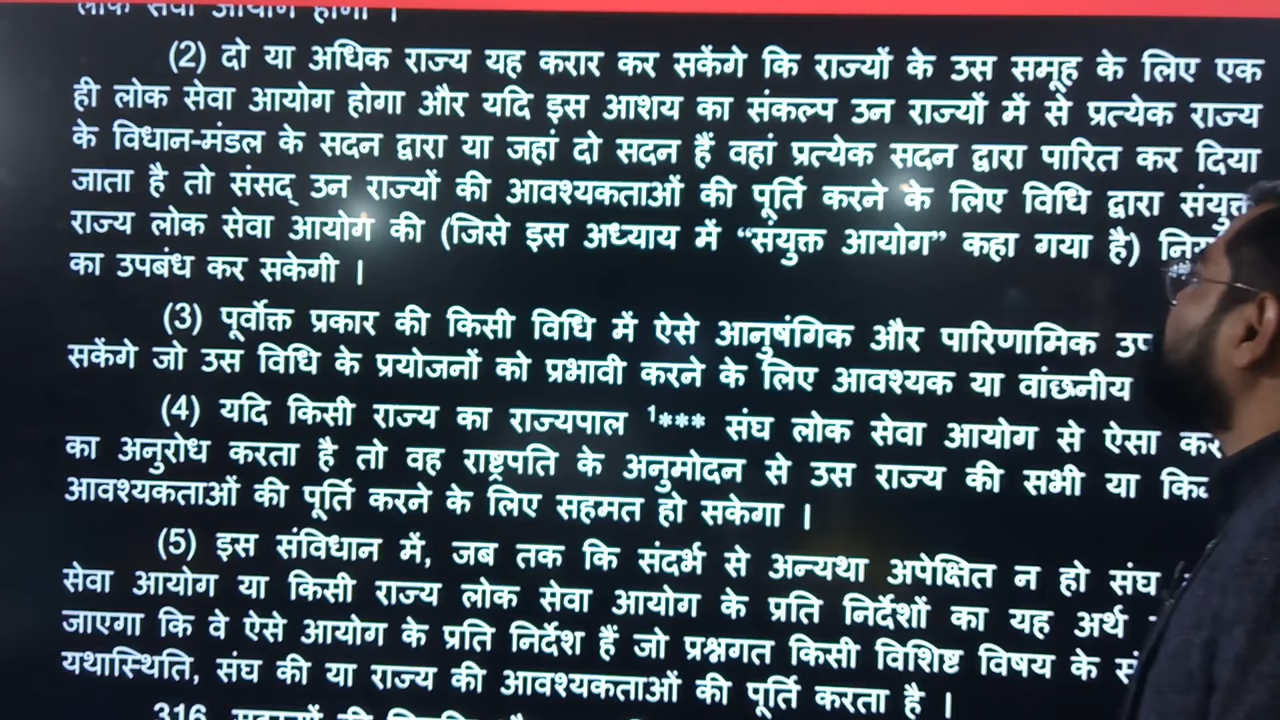 लोक सेवा आयोग होगा ।
(2) दो या अधिक राज्य यह करार कर सकेंगे कि राज्यों के उस समूह के लिए एक
ही लोक सेवा आयोग होगा और यदि इस आशय का संकल्प उन राज्यों में से प्रत्येक राज्य
के विधान-मंडल के सदन द्वारा या जहां दो सदन हैं वहां प्रत्येक सदन द्वारा पारित कर दिया
जाता है तो संसद् उन राज्यों की आवश्यकताओं की पूर्ति करने के लिए विधि द्वारा संयुक्त
राज्य लोक सेवा आयोग की (जिसे इस अध्याय में “संयुक्त आयोग” कहा गया है)
का उपबंध कर सकेगी ।
(3) पूर्वोक्त प्रकार की किसी विधि में ऐसे आनुषंगिक और पारिणामिक
सकेंगे जो उस विधि के प्रयोजनों को प्रभावी करने के लिए आवश्यक या वांछनीय
(4) यदि किसी राज्य का राज्यपाल ¹*** संघ लोक सेवा आयोग से ऐसा
का अनुरोध करता है तो वह राष्ट्रपति के अनुमोदन से उस राज्य की सभी या
आवश्यकताओं की पूर्ति करने के लिए सहमत हो सकेगा ।
(5) इस संविधान में, जब तक कि संदर्भ से अन्यथा अपेक्षित न हो संघ
सेवा आयोग या किसी राज्य लोक सेवा आयोग के प्रति निर्देशों का यह अर्थ
जाएगा कि वे ऐसे आयोग के प्रति निर्देश हैं जो प्रश्नगत किसी विशिष्ट विषय के
यथास्थिति, संघ की या राज्य की आवश्यकताओं की पूर्ति करता है ।
316.